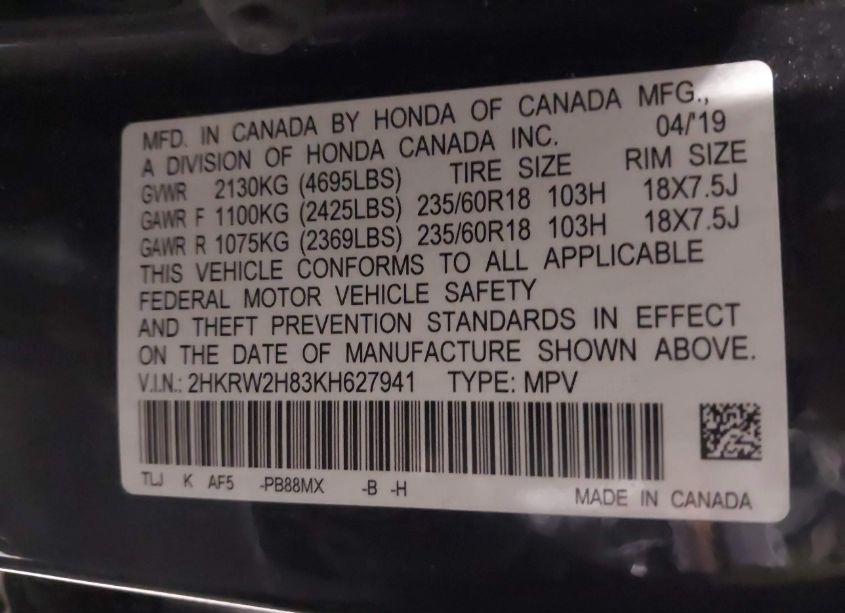 MFD. IN CANADA BY HONDA OF CANADA MFG.,
A DIVISION OF HONDA CANADA INC. 04/'19
GVWR 2130KG (4695LBS) TIRE SIZE RIM SIZE
GAWR F 1100KG (2425LBS) 235/60R18 103H 18X7.5J
GAWR R 1075KG (2369LBS) 235/60R18 103H 18X7.5J
THIS VEHICLE CONFORMS TO ALL APPLICABLE
FEDERAL MOTOR VEHICLE SAFETY
AND THEFT PREVENTION STANDARDS IN EFFECT
ON THE DATE OF MANUFACTURE SHOWN ABOVE.
V.I.N.: 2HKRW2H83KH627941 TYPE: MPV
TLJ K AF5 -PB88MX -B -H
MADE IN CANADA